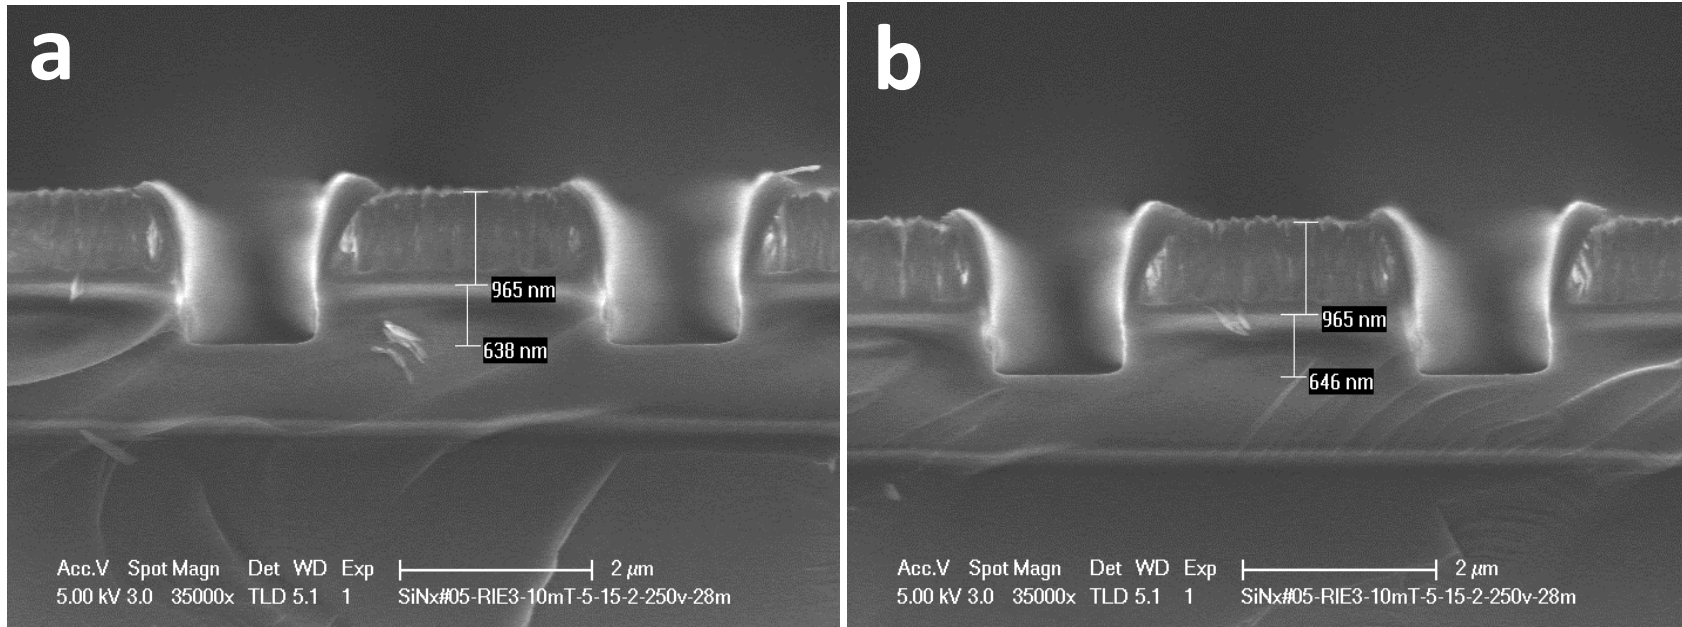 a
965 nm
638 nm
Acc.V Spot Magn Det WD Exp 2 µm
5.00 kV 3.0 35000x TLD 5.1 1 SiNx#05-RIE3-10mT-5-15-2-250v-28m
b
965 nm
646 nm
Acc.V Spot Magn Det WD Exp 2 µm
5.00 kV 3.0 35000x TLD 5.1 1 SiNx#05-RIE3-10mT-5-15-2-250v-28m